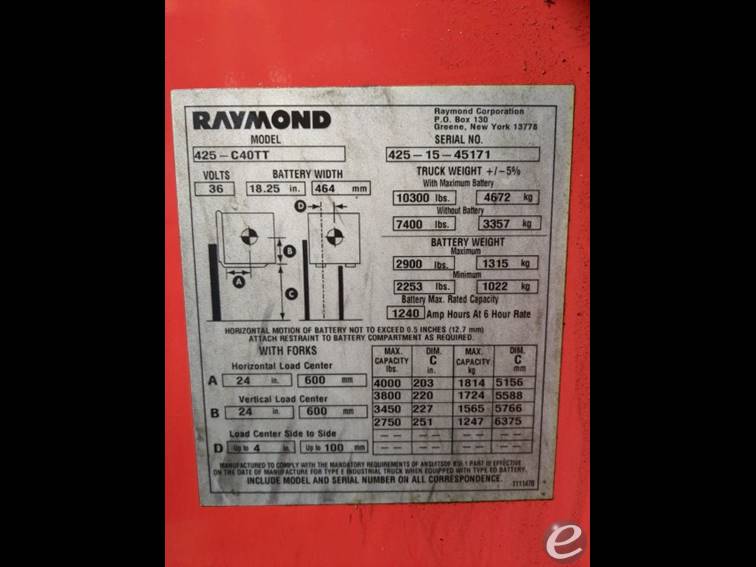 RAYMOND
Raymond Corporation
P.O. Box 130
Greene, New York 13778
MODEL
425-C40TT
SERIAL NO.
425-15-45171
VOLTS
36
BATTERY WIDTH
18.25 in. 464 mm
TRUCK WEIGHT +/-5%
With Maximum Battery
10300 lbs. 4672 kg
Without Battery
7400 lbs. 3357 kg
BATTERY WEIGHT
Maximum
2900 lbs. 1315 kg
Minimum
2253 lbs. 1022 kg
Battery Max. Rated Capacity
1240 Amp Hours At 6 Hour Rate
D
B
A
C
HORIZONTAL MOTION OF BATTERY NOT TO EXCEED 0.5 INCHES (12.7 mm)
ATTACH RESTRAINT TO BATTERY COMPARTMENT AS REQUIRED.
WITH FORKS
Horizontal Load Center
A 24 in. 600 mm
Vertical Load Center
B 24 in. 600 mm
Load Center Side to Side
D Up to 4 in. Up to 100 mm
MAX. CAPACITY lbs. DIM. C in. MAX. CAPACITY kg DIM. C mm
4000 203 1814 5156
3800 220 1724 5588
3450 227 1565 5766
2750 251 1247 6375
-- -- -- --
-- -- -- --
MANUFACTURED TO COMPLY WITH THE MANDATORY REQUIREMENTS OF PART III EFFECTIVE
ON THE DATE OF MANUFACTURE FOR TYPE E INDUSTRIAL TRUCK WHEN EQUIPPED WITH TYPE EO BATTERY.
INCLUDE MODEL AND SERIAL NUMBER ON ALL CORRESPONDENCE.
e